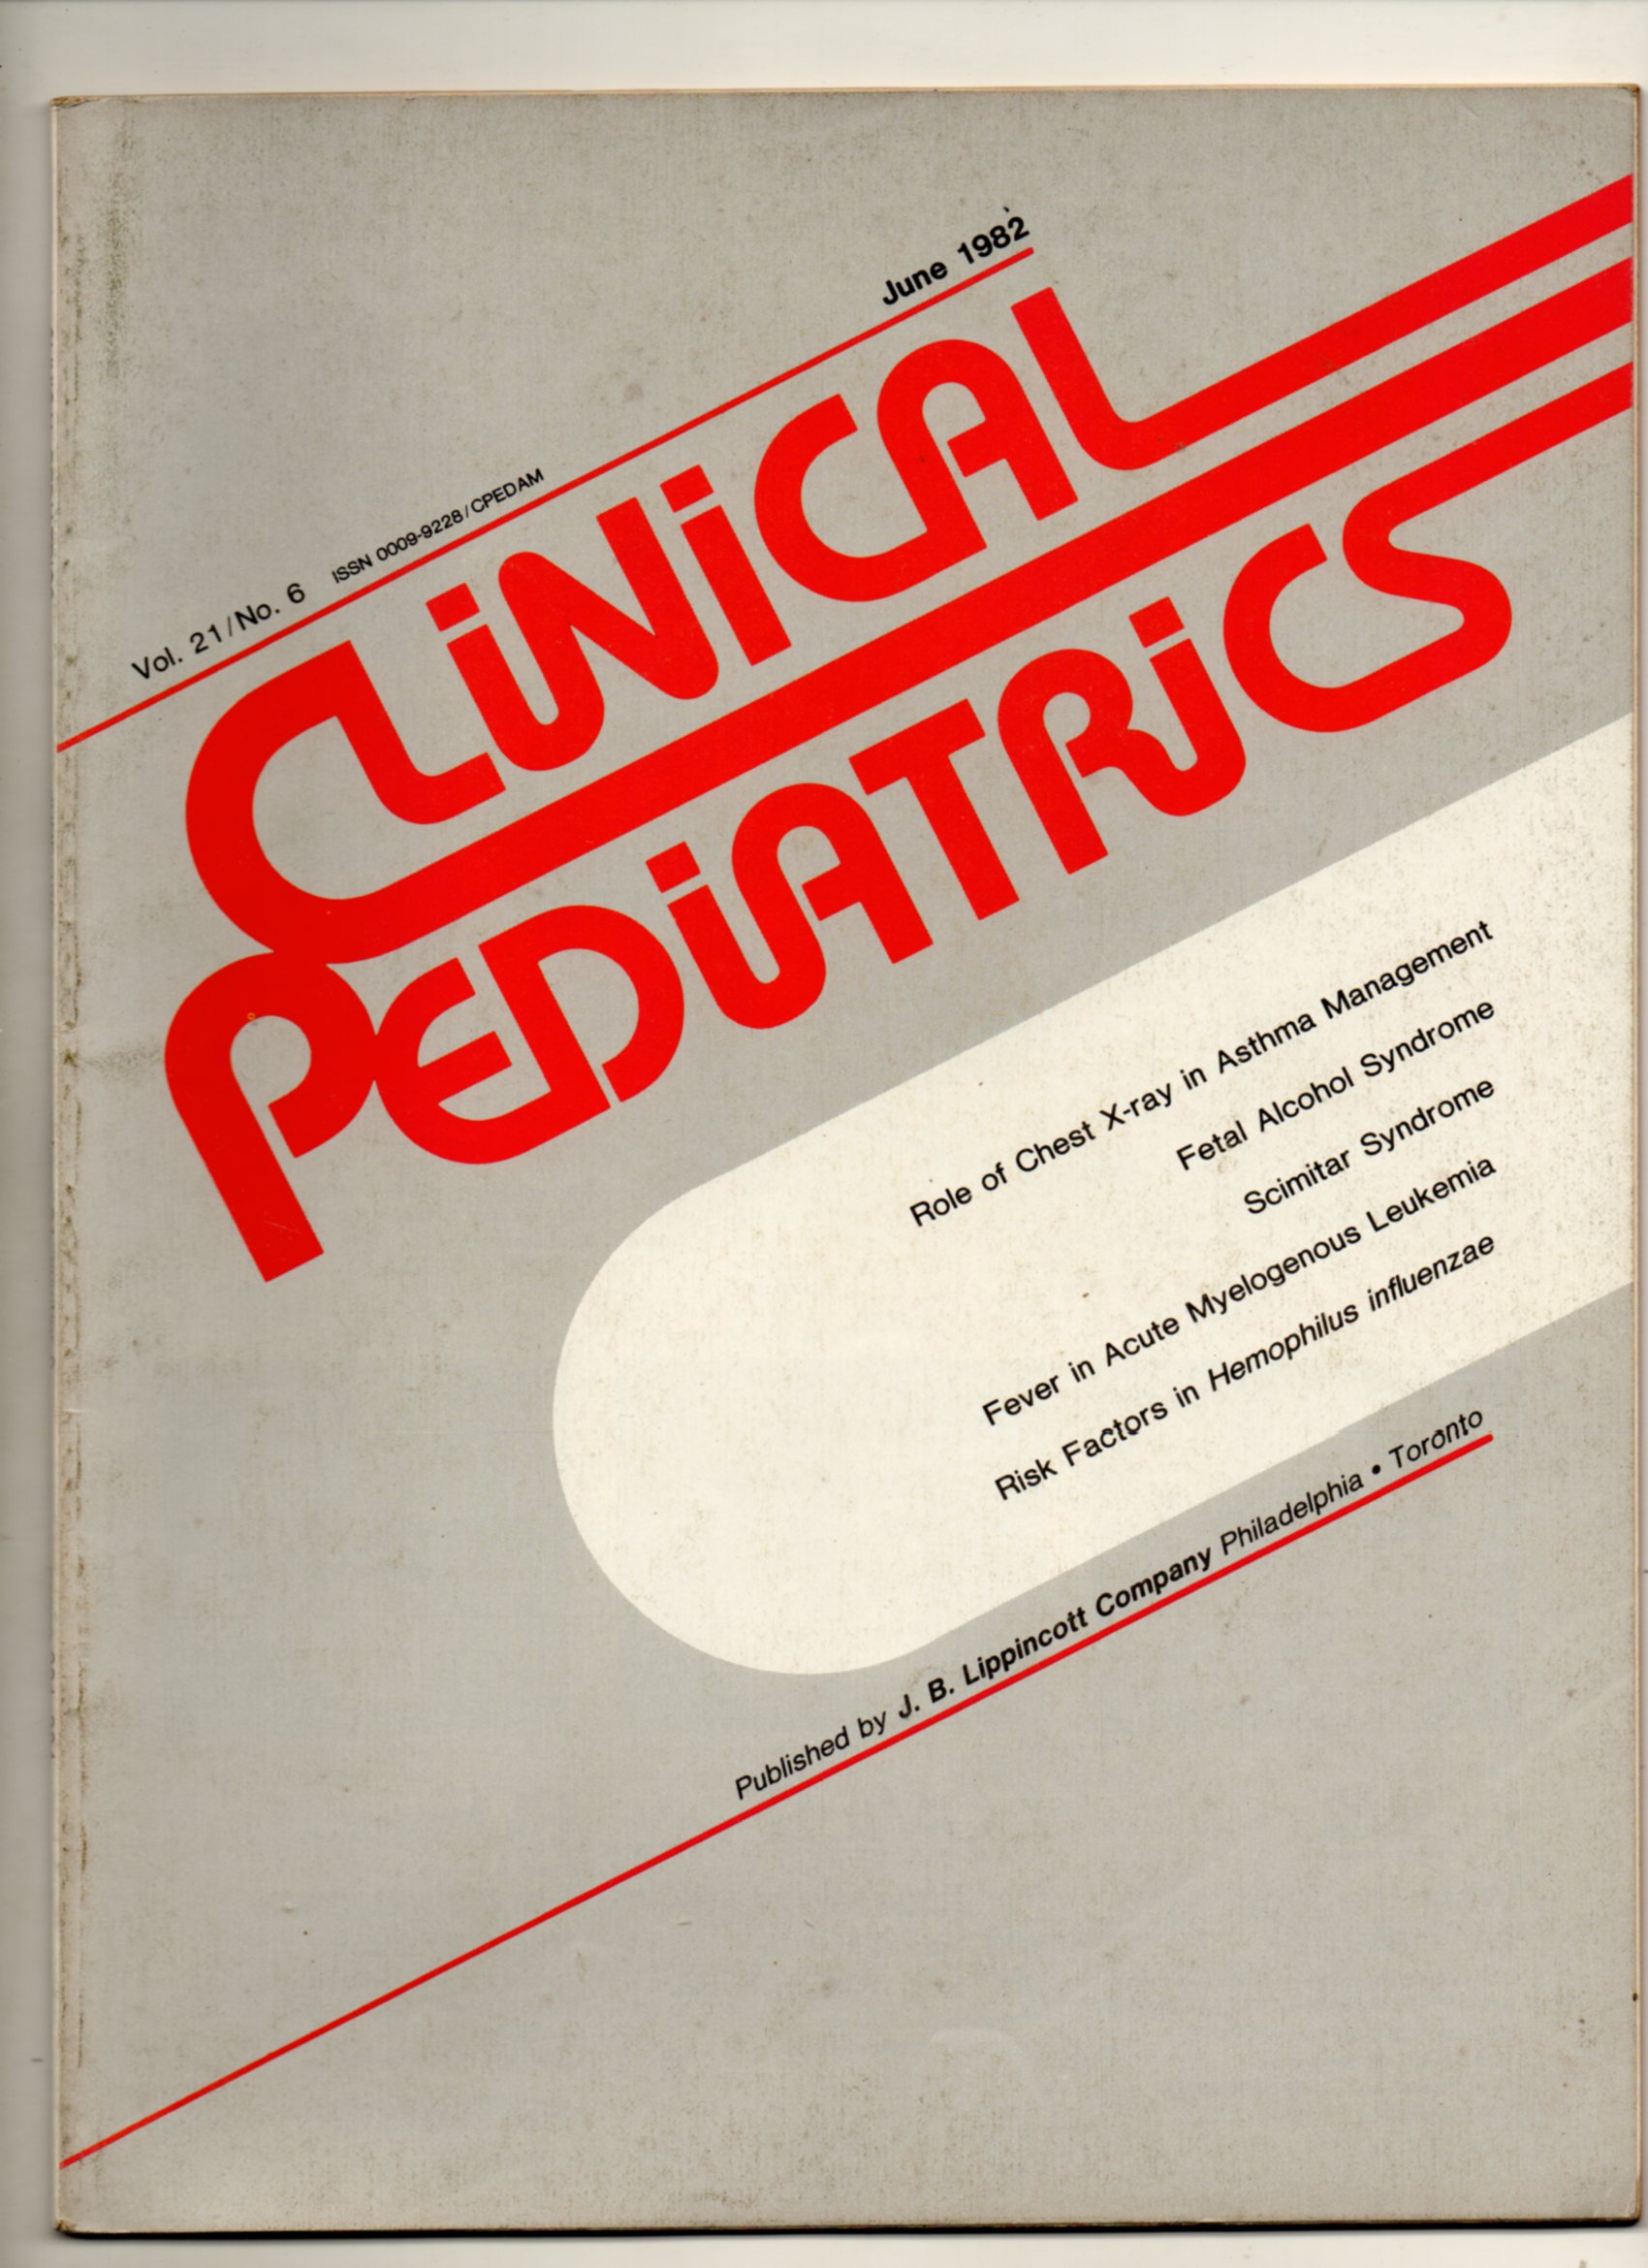 June 1982
Vol. 21/No. 6 ISSN 0009-9228/CPEDAM
CLiNiCAL
PEDiATRiCS
Role of Chest X-ray in Asthma Management
Fetal Alcohol Syndrome
Scimitar Syndrome
Fever in Acute Myelogenous Leukemia
Risk Factors in Hemophilus influenzae
Published by J. B. Lippincott Company Philadelphia • Toronto